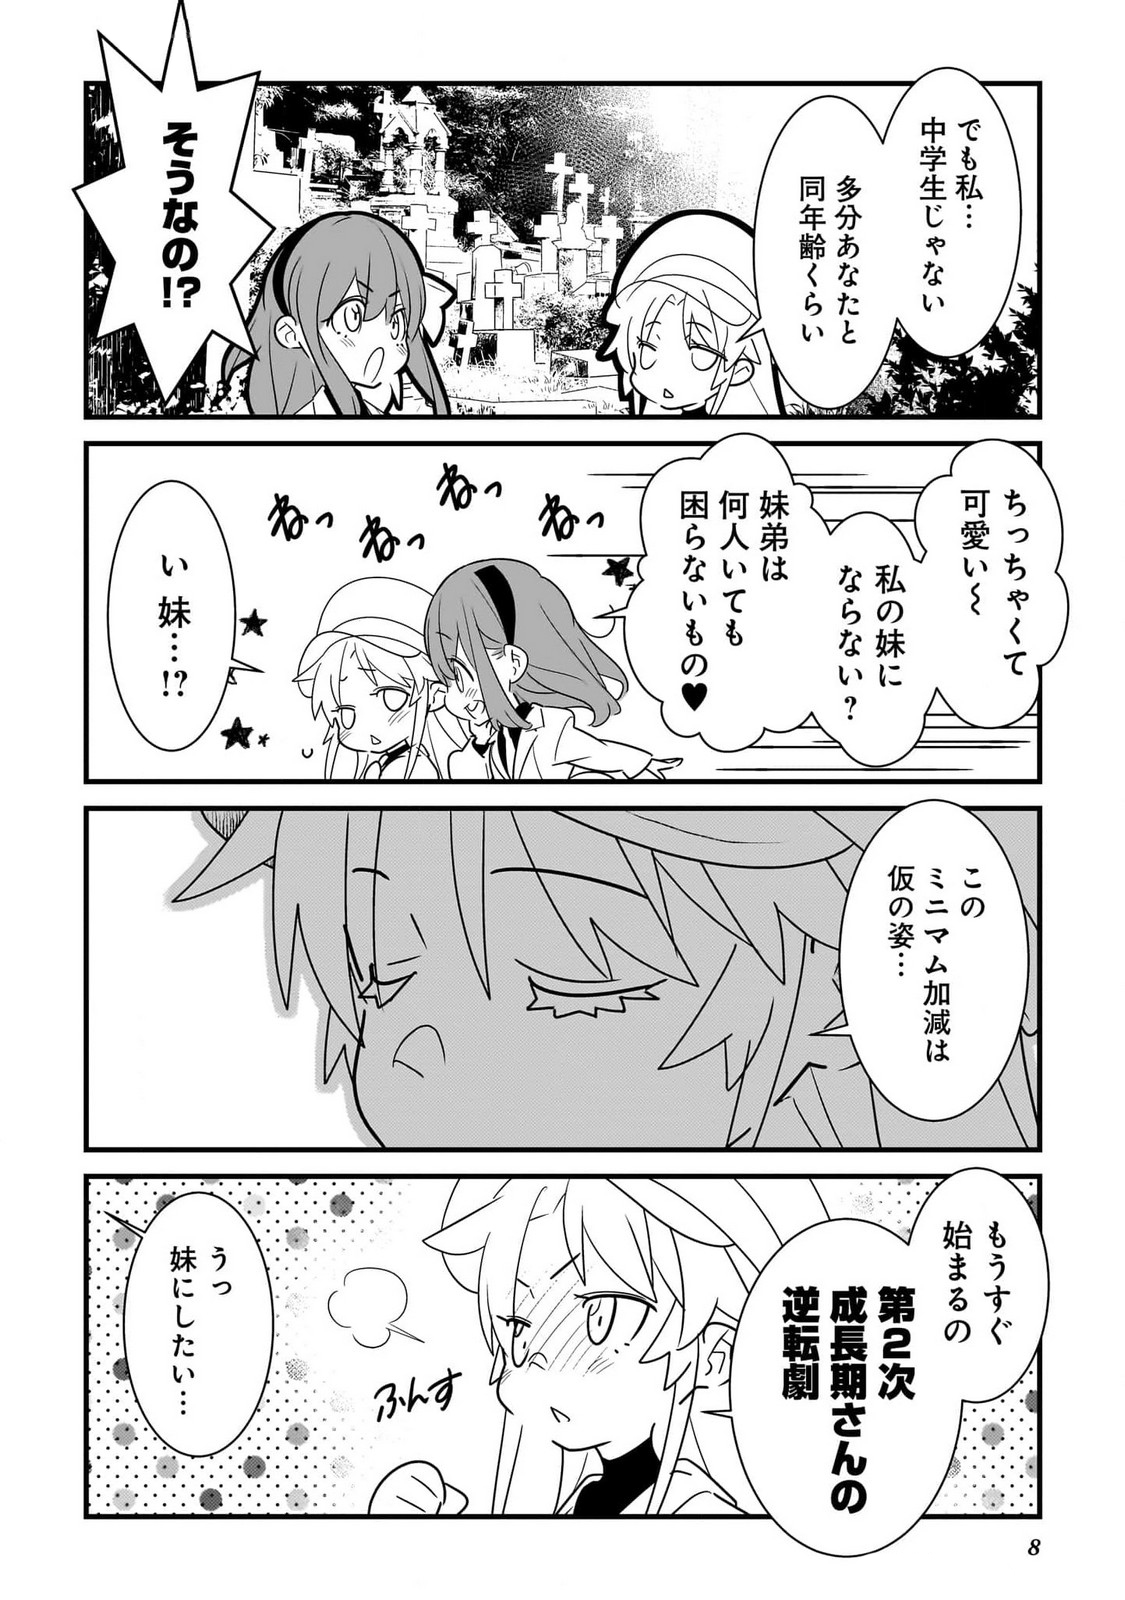 でも私…
中学生じゃない
多分あなたと
同年齢くらい
そうなの!?
ちっちゃくて
可愛い～
私の妹に
ならない?
妹弟は
何人いても
困らないもの♥
ねっ
ねっ
ねっ
ねっ
い 妹…!?
この
ミニマム加減は
仮の姿…
もうすぐ
始まるの
第2次
成長期さんの
逆転劇
ふんす
うっ
妹にしたい…
8